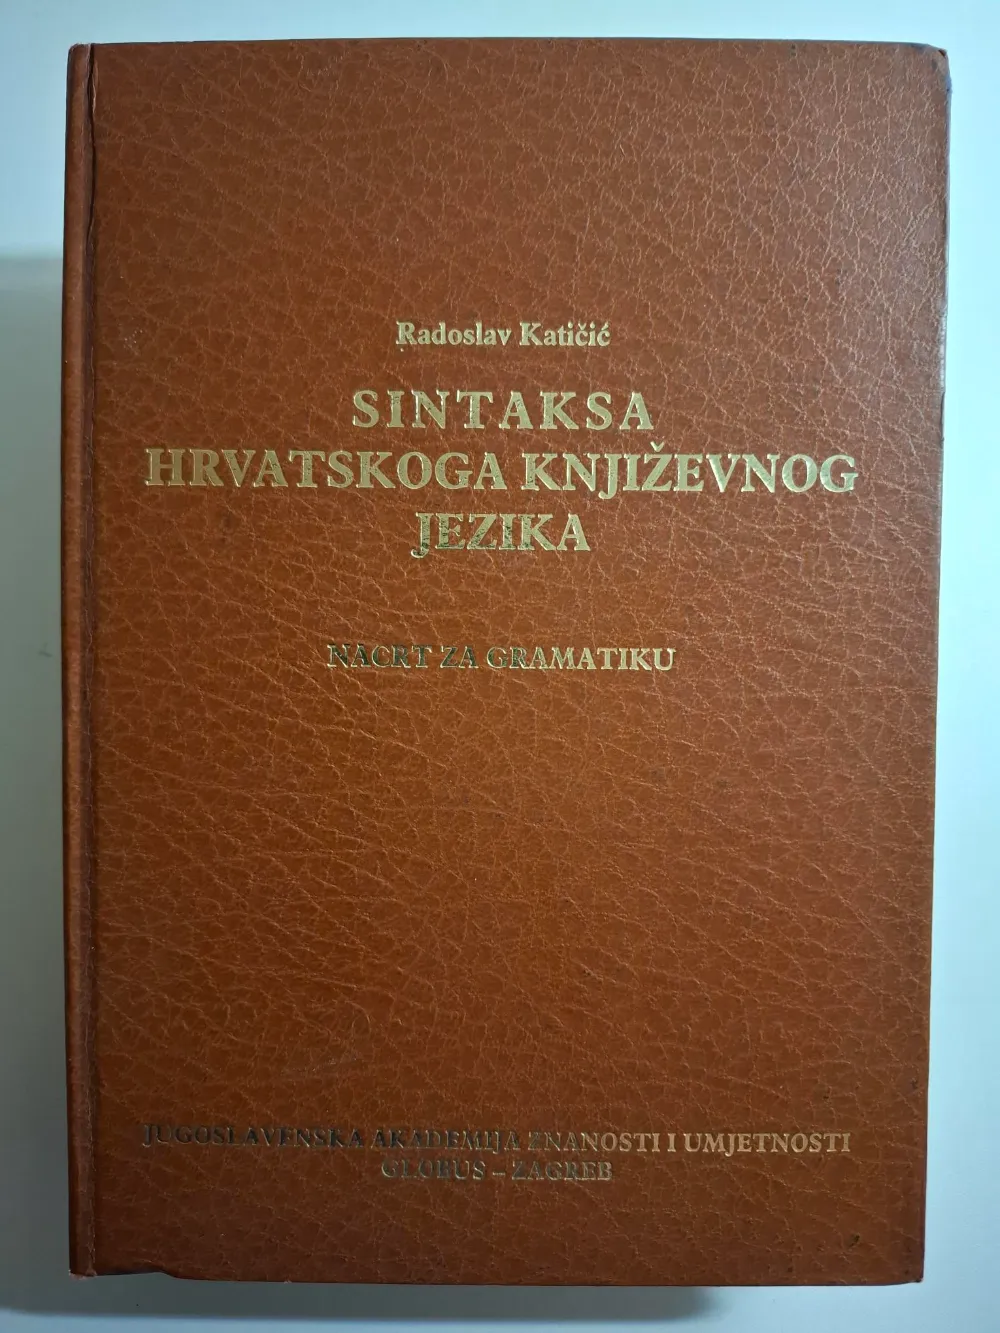 Radoslav Katičić
SINTAKSA
HRVATSKOGA KNJIŽEVNOG
JEZIKA
NACRT ZA GRAMATIKU
JUGOSLAVENSKA AKADEMIJA ZNANOSTI I UMJETNOSTI
GLOBUS – ZAGREB